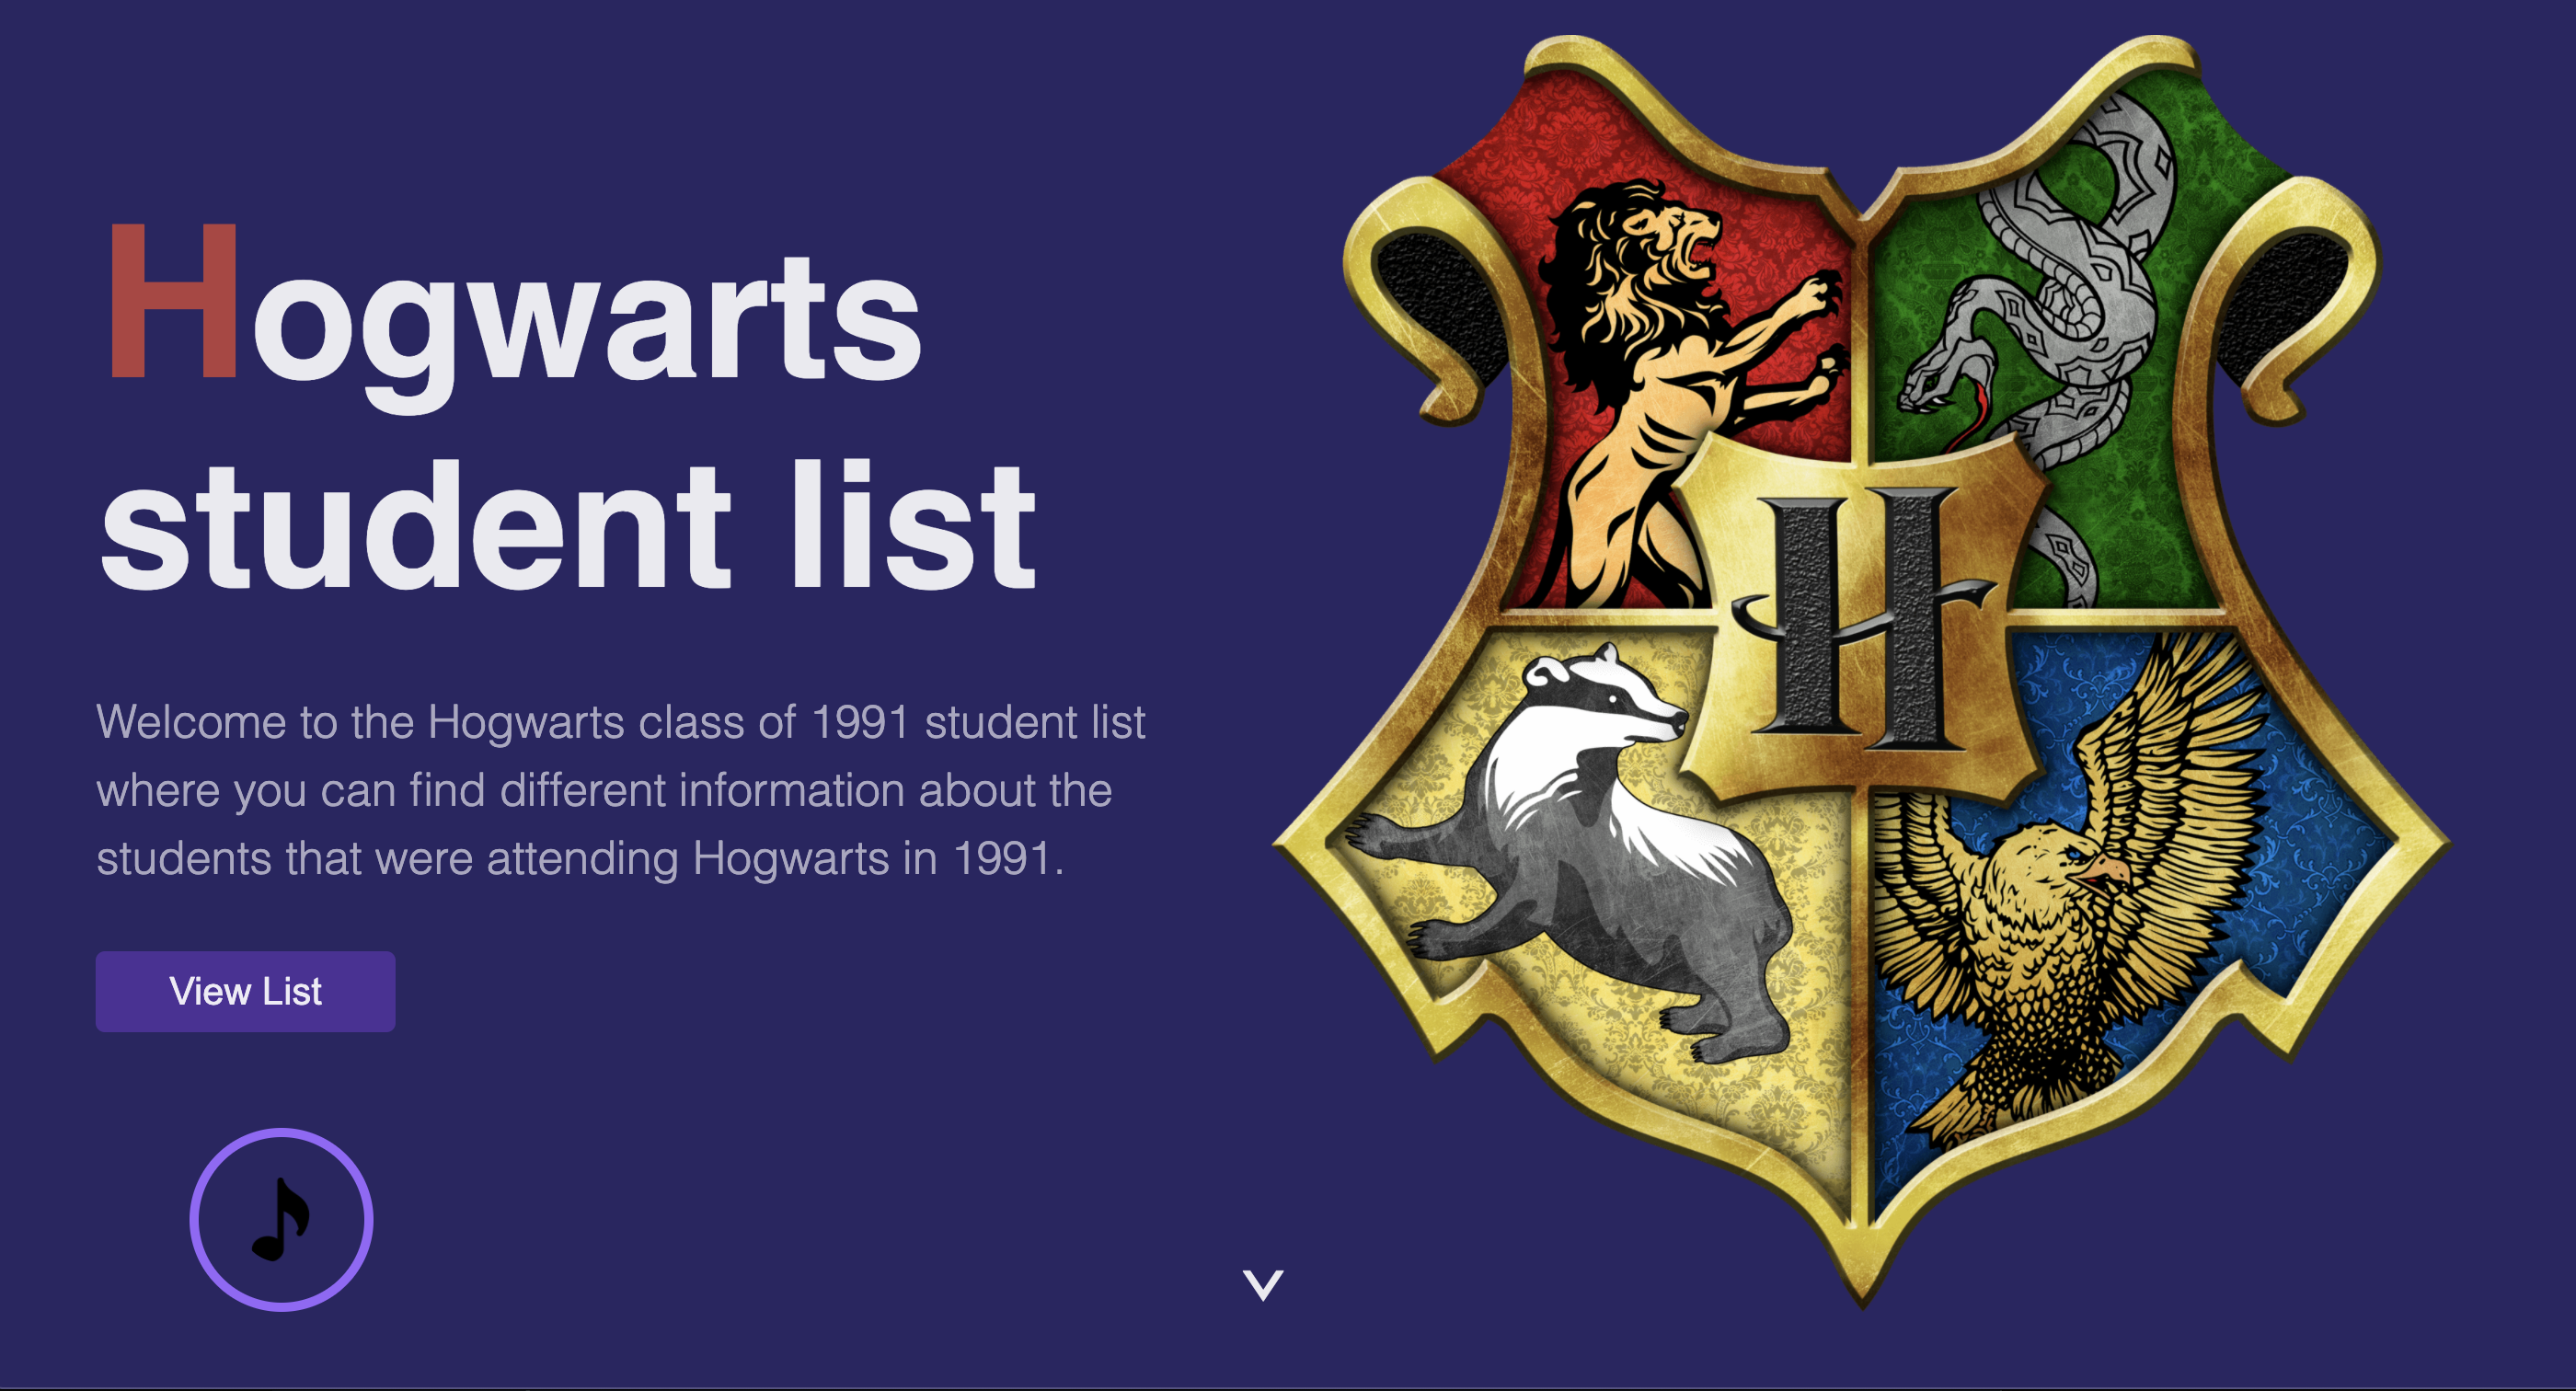 Hogwarts
student list
Welcome to the Hogwarts class of 1991 student list
where you can find different information about the
students that were attending Hogwarts in 1991.
View List
H